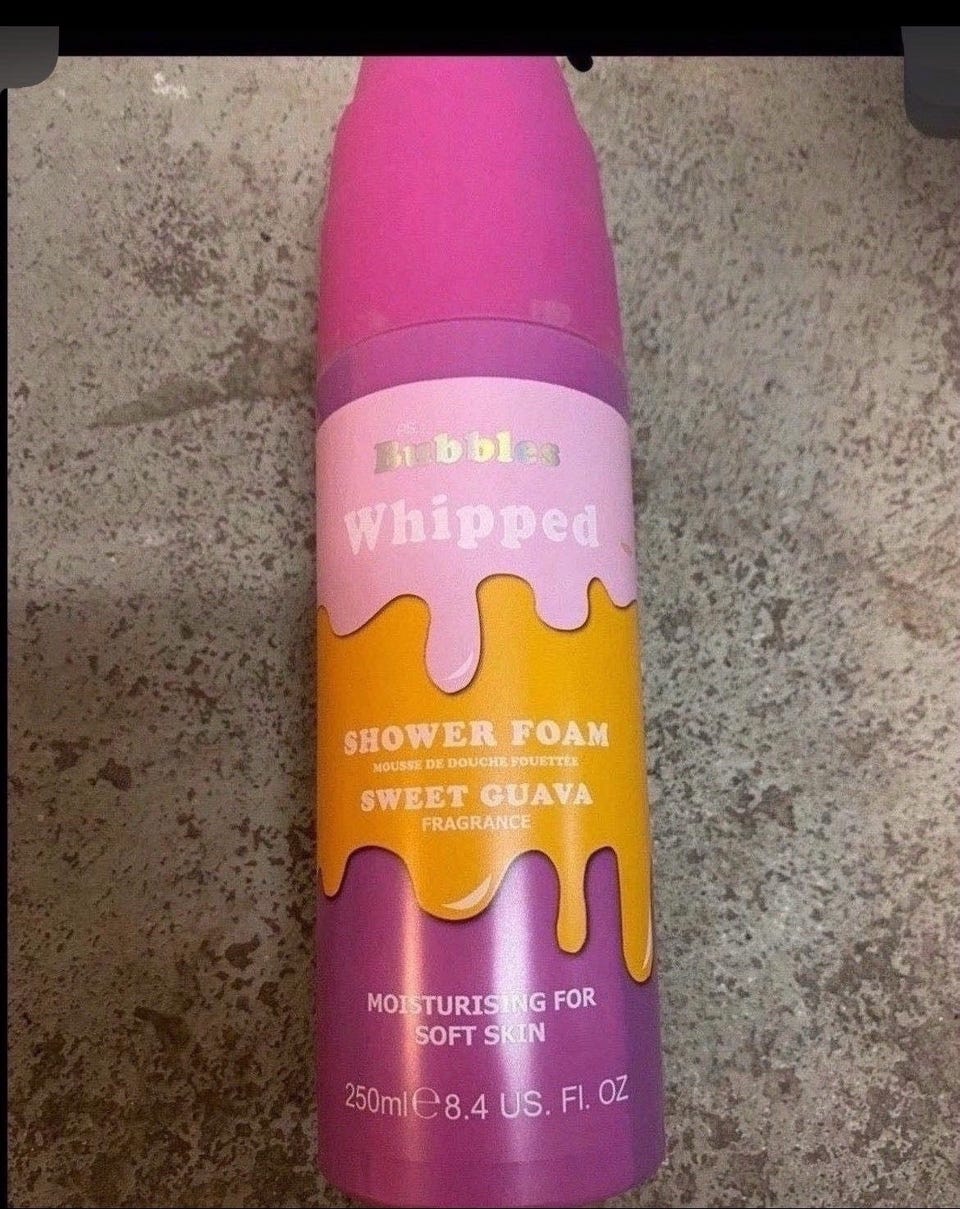 PS...
Bubbles
Whipped
SHOWER FOAM
MOUSSE DE DOUCHE FOUETTÉE
SWEET GUAVA
FRAGRANCE
MOISTURISING FOR
SOFT SKIN
250ml ℮ 8.4 US. Fl. OZ